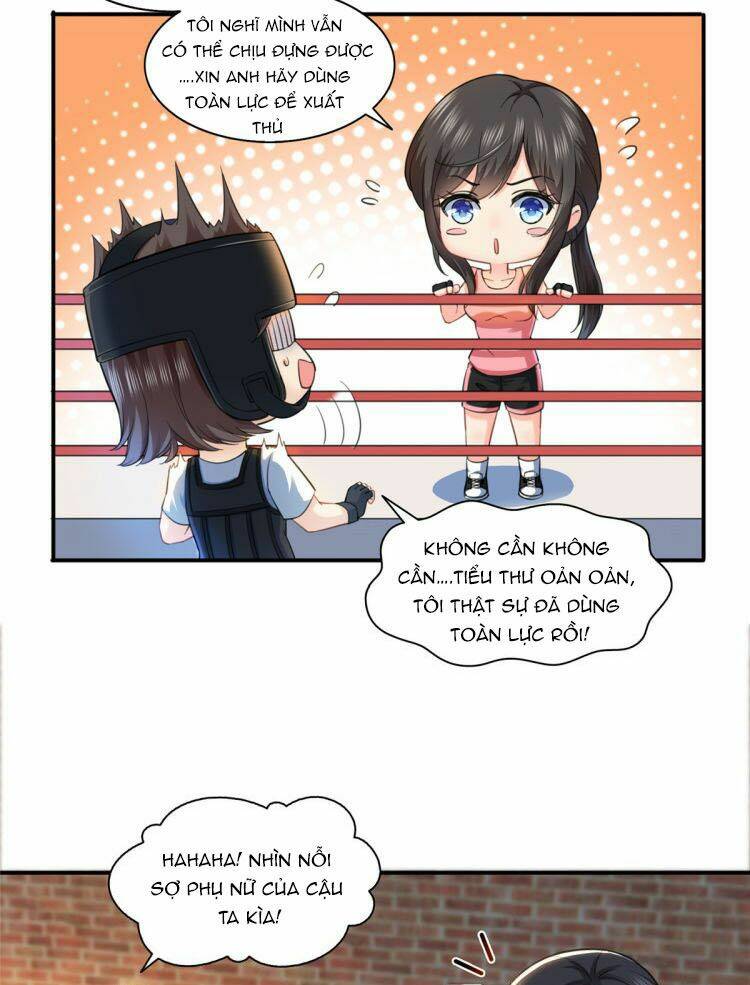 TÔI NGHĨ MÌNH VẪN
CÓ THỂ CHỊU ĐỰNG ĐƯỢC
....XIN ANH HÃY DÙNG
TOÀN LỰC ĐỂ XUẤT
THỦ
KHÔNG CẦN KHÔNG
CẦN....TIỂU THƯ OẢN OẢN,
TÔI THẬT SỰ ĐÃ DÙNG
TOÀN LỰC RỒI!
HAHAHA! NHÌN NỖI
SỢ PHỤ NỮ CỦA CẬU
TA KÌA!